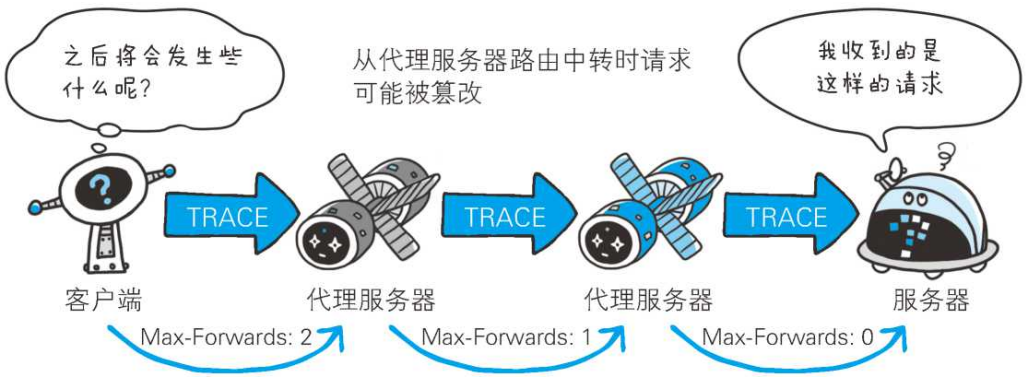 之后将会发生些
什么呢?
从代理服务器路由中转时请求
可能被篡改
我收到的是
这样的请求
?
TRACE
TRACE
TRACE
客户端
代理服务器
代理服务器
服务器
Max-Forwards: 2
Max-Forwards: 1
Max-Forwards: 0